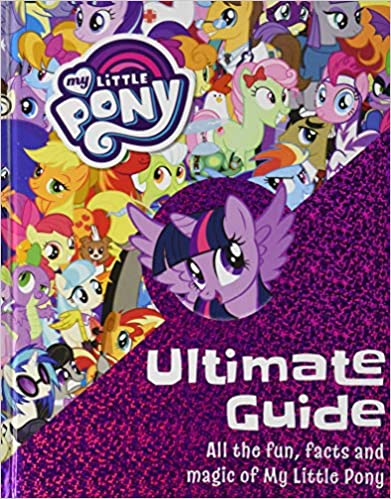 my LITTLE
PONY
Ultimate
Guide
All the fun, facts and
magic of My Little Pony